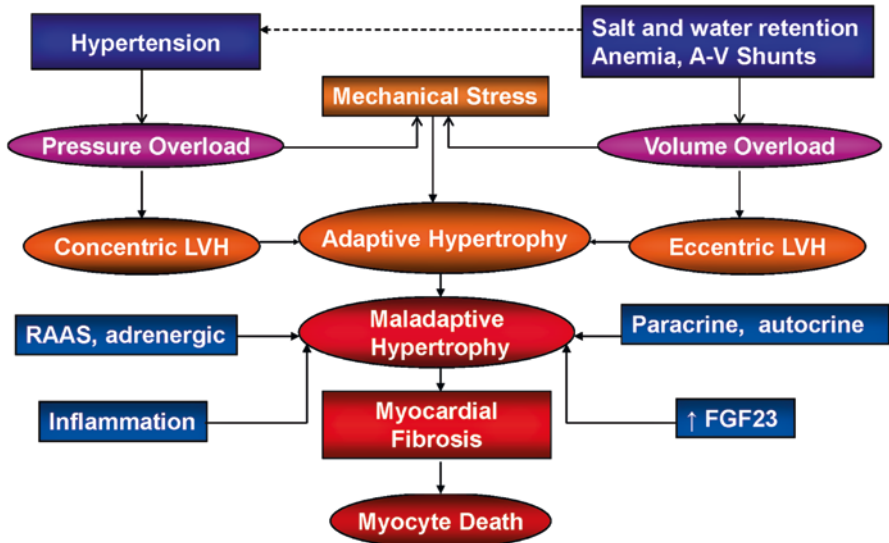 Hypertension
Salt and water retention
Anemia, A-V Shunts
Mechanical Stress
Pressure Overload
Volume Overload
Concentric LVH
Adaptive Hypertrophy
Eccentric LVH
RAAS, adrenergic
Maladaptive
Hypertrophy
Paracrine, autocrine
Inflammation
Myocardial
Fibrosis
↑ FGF23
Myocyte Death